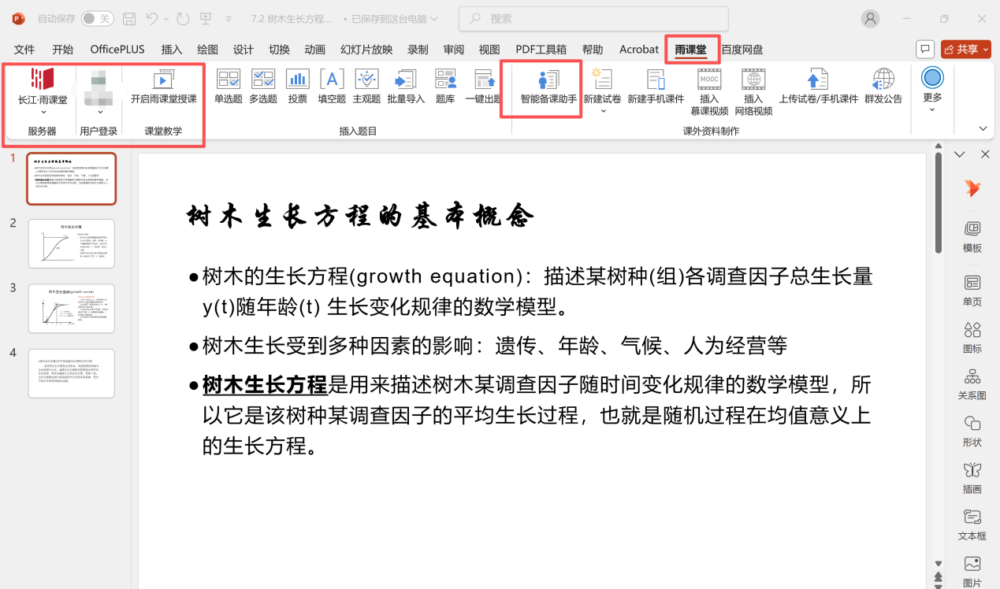 自动保存 关 7.2 树木生长方程... • 已保存到这台电脑 搜索
文件 开始 OfficePLUS 插入 绘图 设计 切换 动画 幻灯片放映 录制 审阅 视图 PDF工具箱 帮助 Acrobat 雨课堂 百度网盘 共享
长江·雨课堂 开启雨课堂授课 单选题 多选题 投票 填空题 主观题 批量导入 题库 一键出题 智能备课助手 新建试卷 新建手机课件 插入 插入 上传试卷/手机课件 群发公告 更多
慕课视频 网络视频
服务器 用户登录 课堂教学 插入题目 课外资料制作
1
2
3
4
树木生长方程的基本概念
●树木的生长方程(growth equation)：描述某树种(组)各调查因子总生长量
y(t)随年龄(t) 生长变化规律的数学模型。
●树木生长受到多种因素的影响：遗传、年龄、气候、人为经营等
●树木生长方程是用来描述树木某调查因子随时间变化规律的数学模型，所
以它是该树种某调查因子的平均生长过程，也就是随机过程在均值意义上
的生长方程。
模板
单页
图标
关系图
形状
插画
文本框
图片